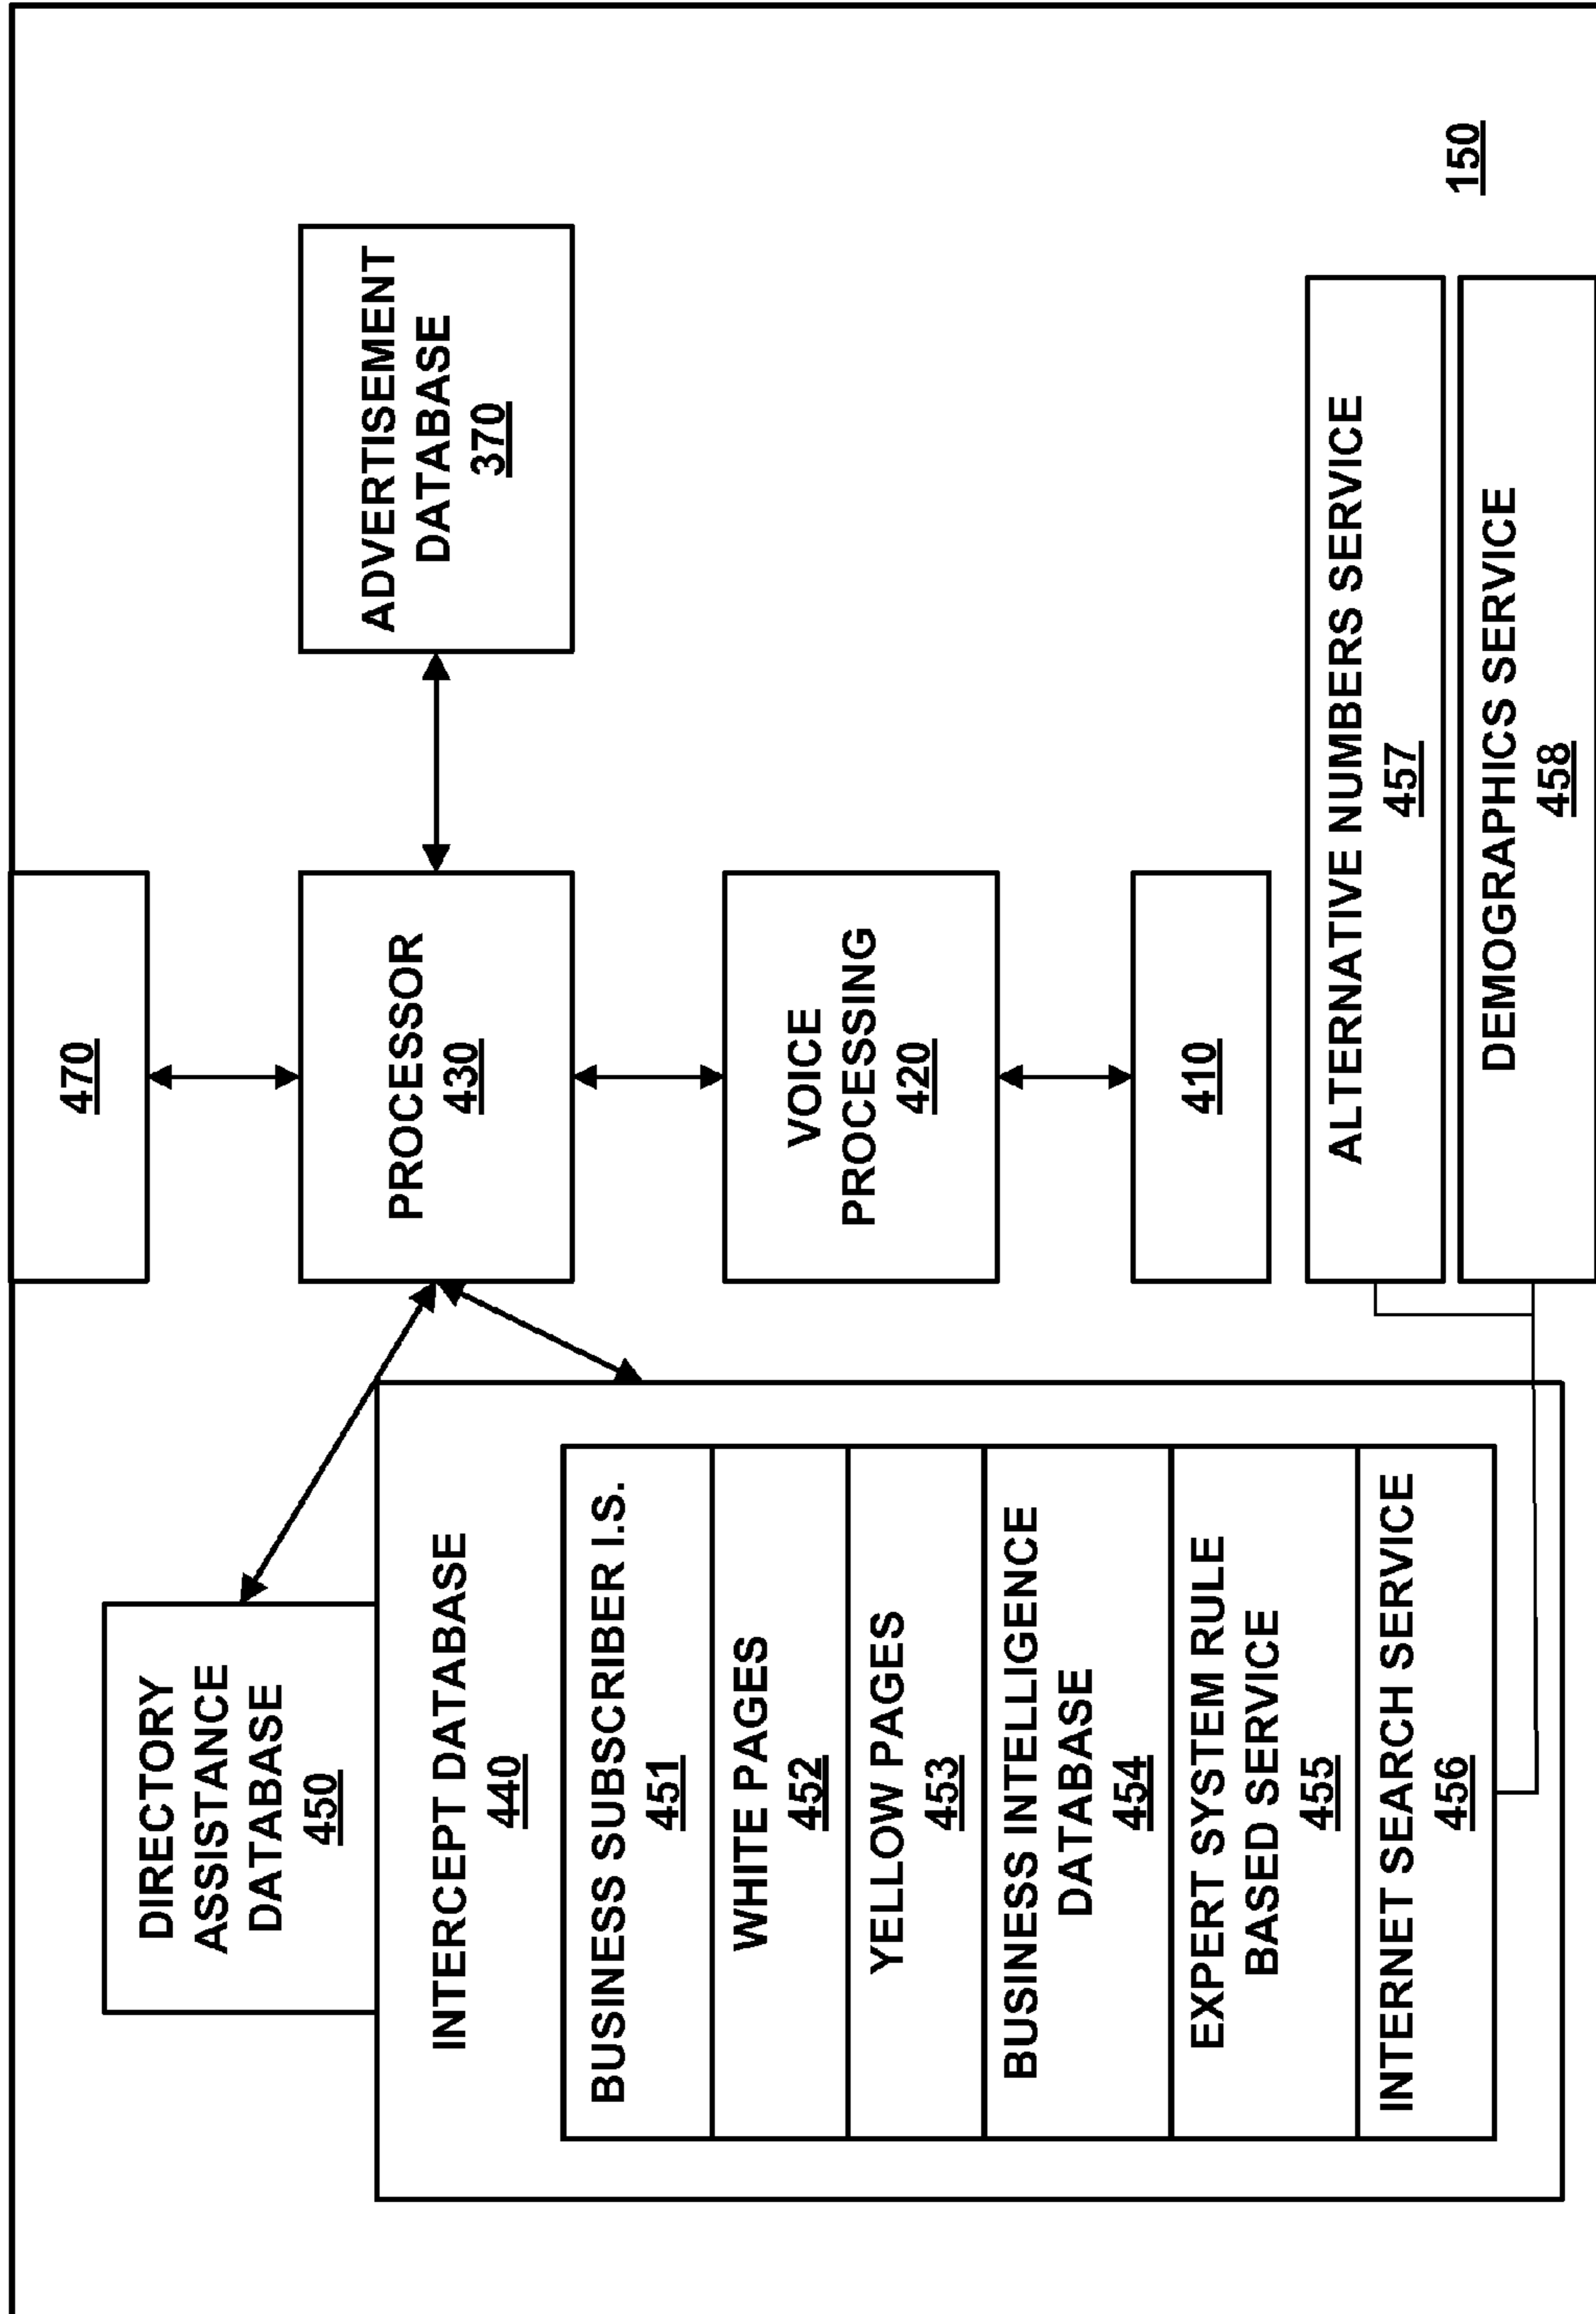 470
DIRECTORY
ASSISTANCE
DATABASE
450
PROCESSOR
430
ADVERTISEMENT
DATABASE
370
INTERCEPT DATABASE
440
BUSINESS SUBSCRIBER I.S.
451
WHITE PAGES
452
YELLOW PAGES
453
BUSINESS INTELLIGENCE
DATABASE
454
EXPERT SYSTEM RULE
BASED SERVICE
455
INTERNET SEARCH SERVICE
456
VOICE
PROCESSING
420
410
ALTERNATIVE NUMBERS SERVICE
457
DEMOGRAPHICS SERVICE
458
150